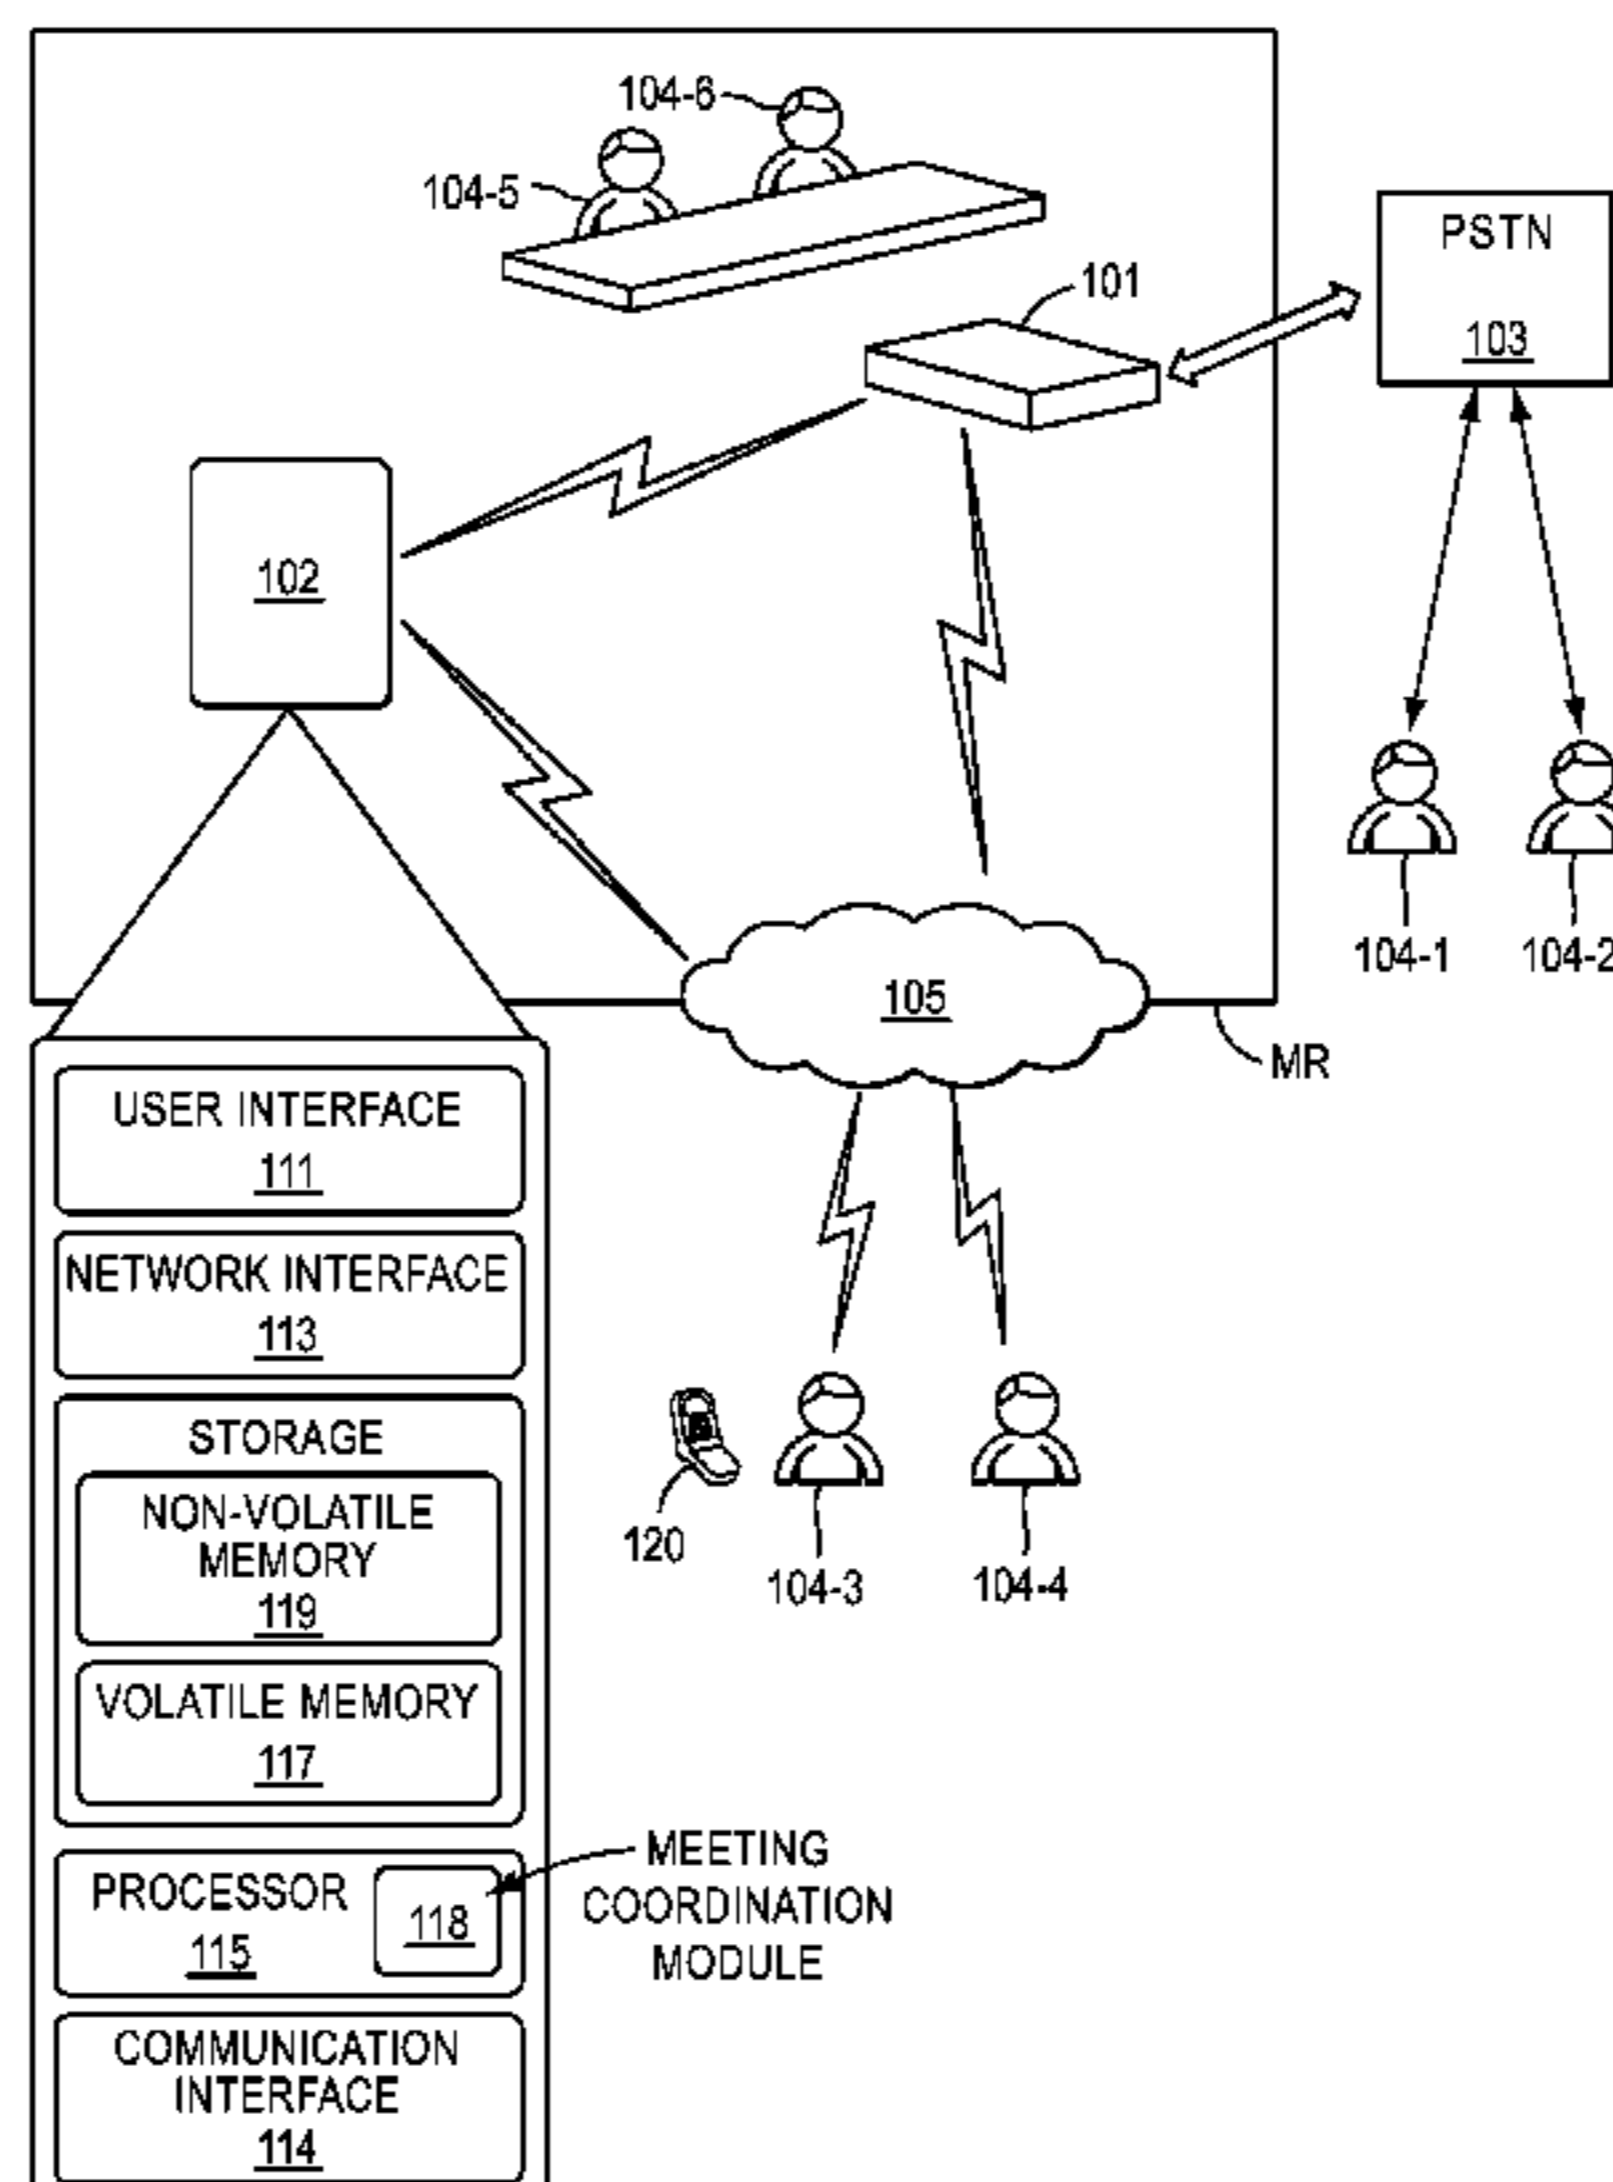 104-6
104-5
PSTN
103
101
102
104-1
104-2
105
MR
USER INTERFACE
111
NETWORK INTERFACE
113
STORAGE
NON-VOLATILE
MEMORY
119
VOLATILE MEMORY
117
120
104-3
104-4
PROCESSOR
115
118
MEETING
COORDINATION
MODULE
COMMUNICATION
INTERFACE
114